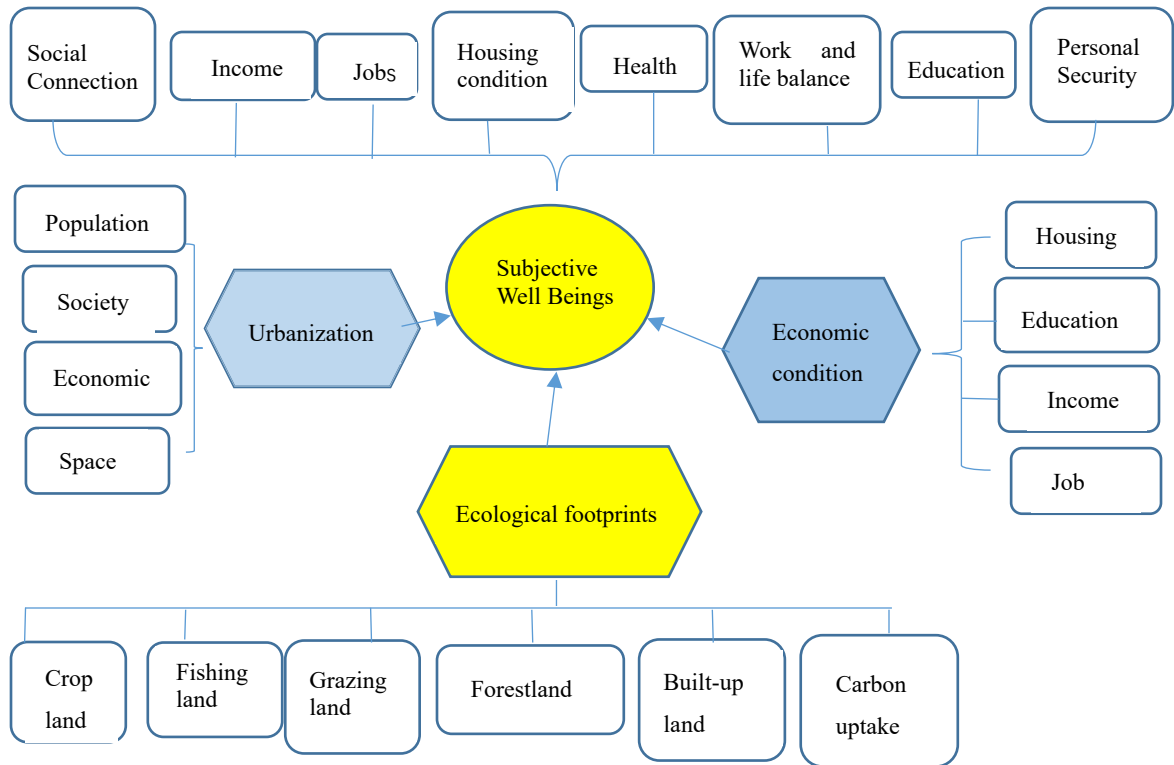 Social
Connection
Income
Jobs
Housing
condition
Health
Work and
life balance
Education
Personal
Security
Population
Society
Economic
Space
Urbanization
Subjective
Well Beings
Economic
condition
Housing
Education
Income
Job
Ecological footprints
Crop
land
Fishing
land
Grazing
land
Forestland
Built-up
land
Carbon
uptake